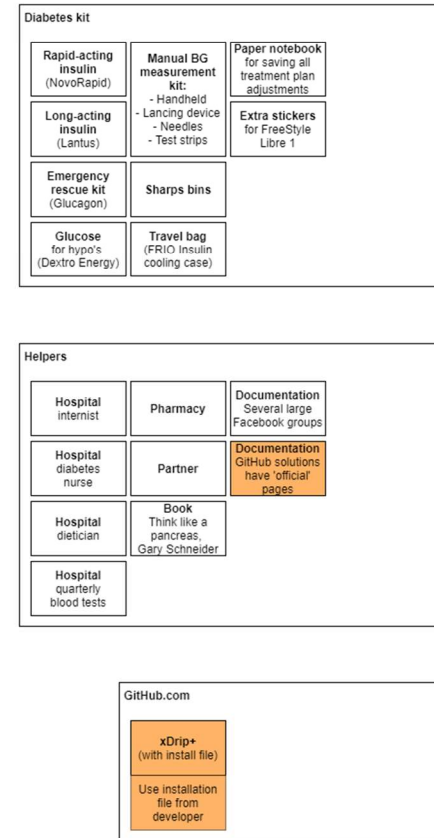 Diabetes kit
Rapid-acting
insulin
(NovoRapid)
Manual BG
measurement
kit:
- Handheld
- Lancing device
- Needles
- Test strips
Paper notebook
for saving all
treatment plan
adjustments
Long-acting
insulin
(Lantus)
Extra stickers
for FreeStyle
Libre 1
Emergency
rescue kit
(Glucagon)
Sharps bins
Glucose
for hypo's
(Dextro Energy)
Travel bag
(FRIO Insulin
cooling case)
Helpers
Hospital
internist
Pharmacy
Documentation
Several large
Facebook groups
Hospital
diabetes
nurse
Partner
Documentation
GitHub solutions
have 'official'
pages
Hospital
dietician
Book
Think like a
pancreas,
Gary Schneider
Hospital
quarterly
blood tests
GitHub.com
xDrip+
(with install file)
Use installation
file from
developer